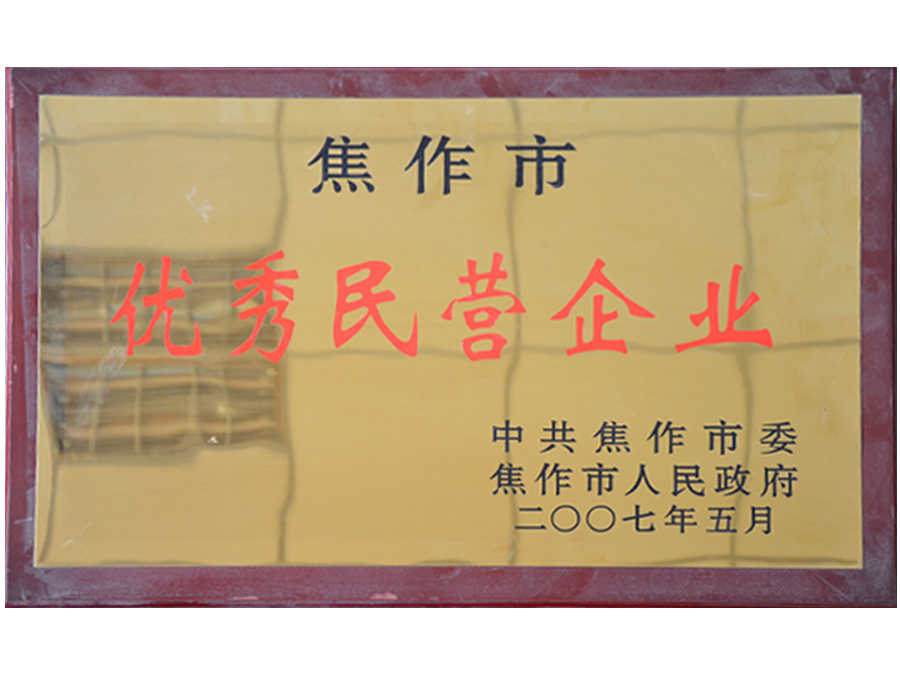 焦作市
优秀民营企业
中共焦作市委
焦作市人民政府
二〇〇七年五月